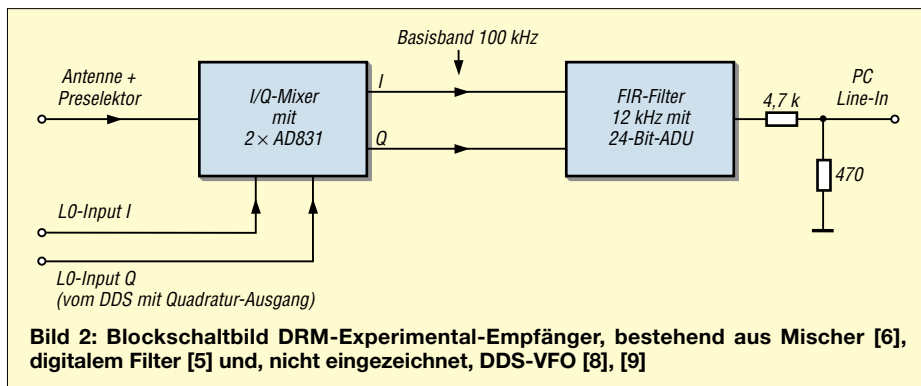 Basisband 100 kHz
Antenne +
Preselektor
I/Q-Mixer
mit
2 × AD831
I
Q
FIR-Filter
12 kHz mit
24-Bit-ADU
4,7 k
PC
Line-In
470
L0-Input I
L0-Input Q
(vom DDS mit Quadratur-Ausgang)
Bild 2: Blockschaltbild DRM-Experimental-Empfänger, bestehend aus Mischer [6],
digitalem Filter [5] und, nicht eingezeichnet, DDS-VFO [8], [9]